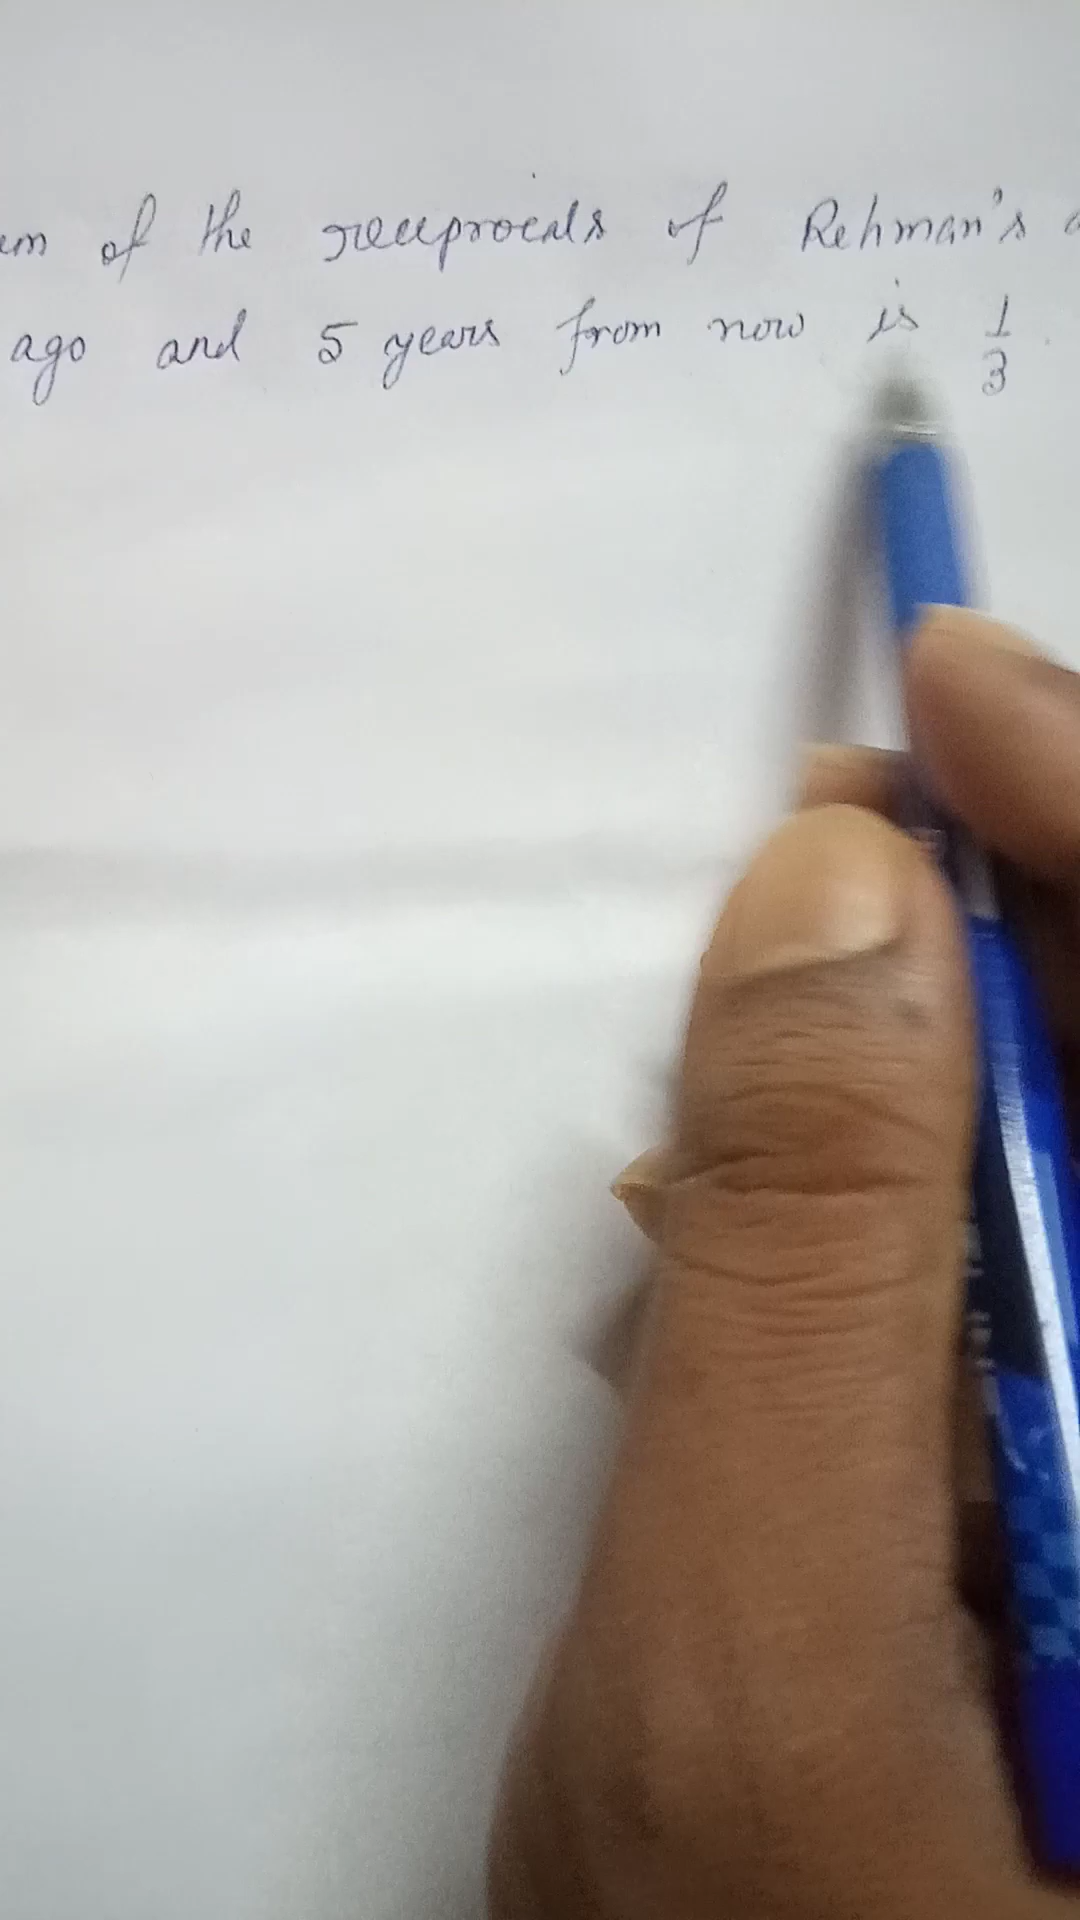 of the reciprocals of Rehman's
ago and 5 years from now is 1/3.